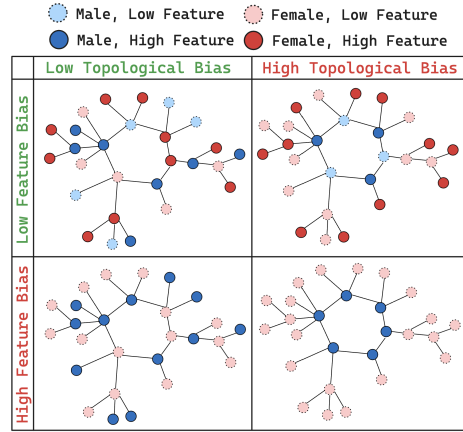 Male, Low Feature
Female, Low Feature
Male, High Feature
Female, High Feature
Low Topological Bias
High Topological Bias
Low Feature Bias
High Feature Bias